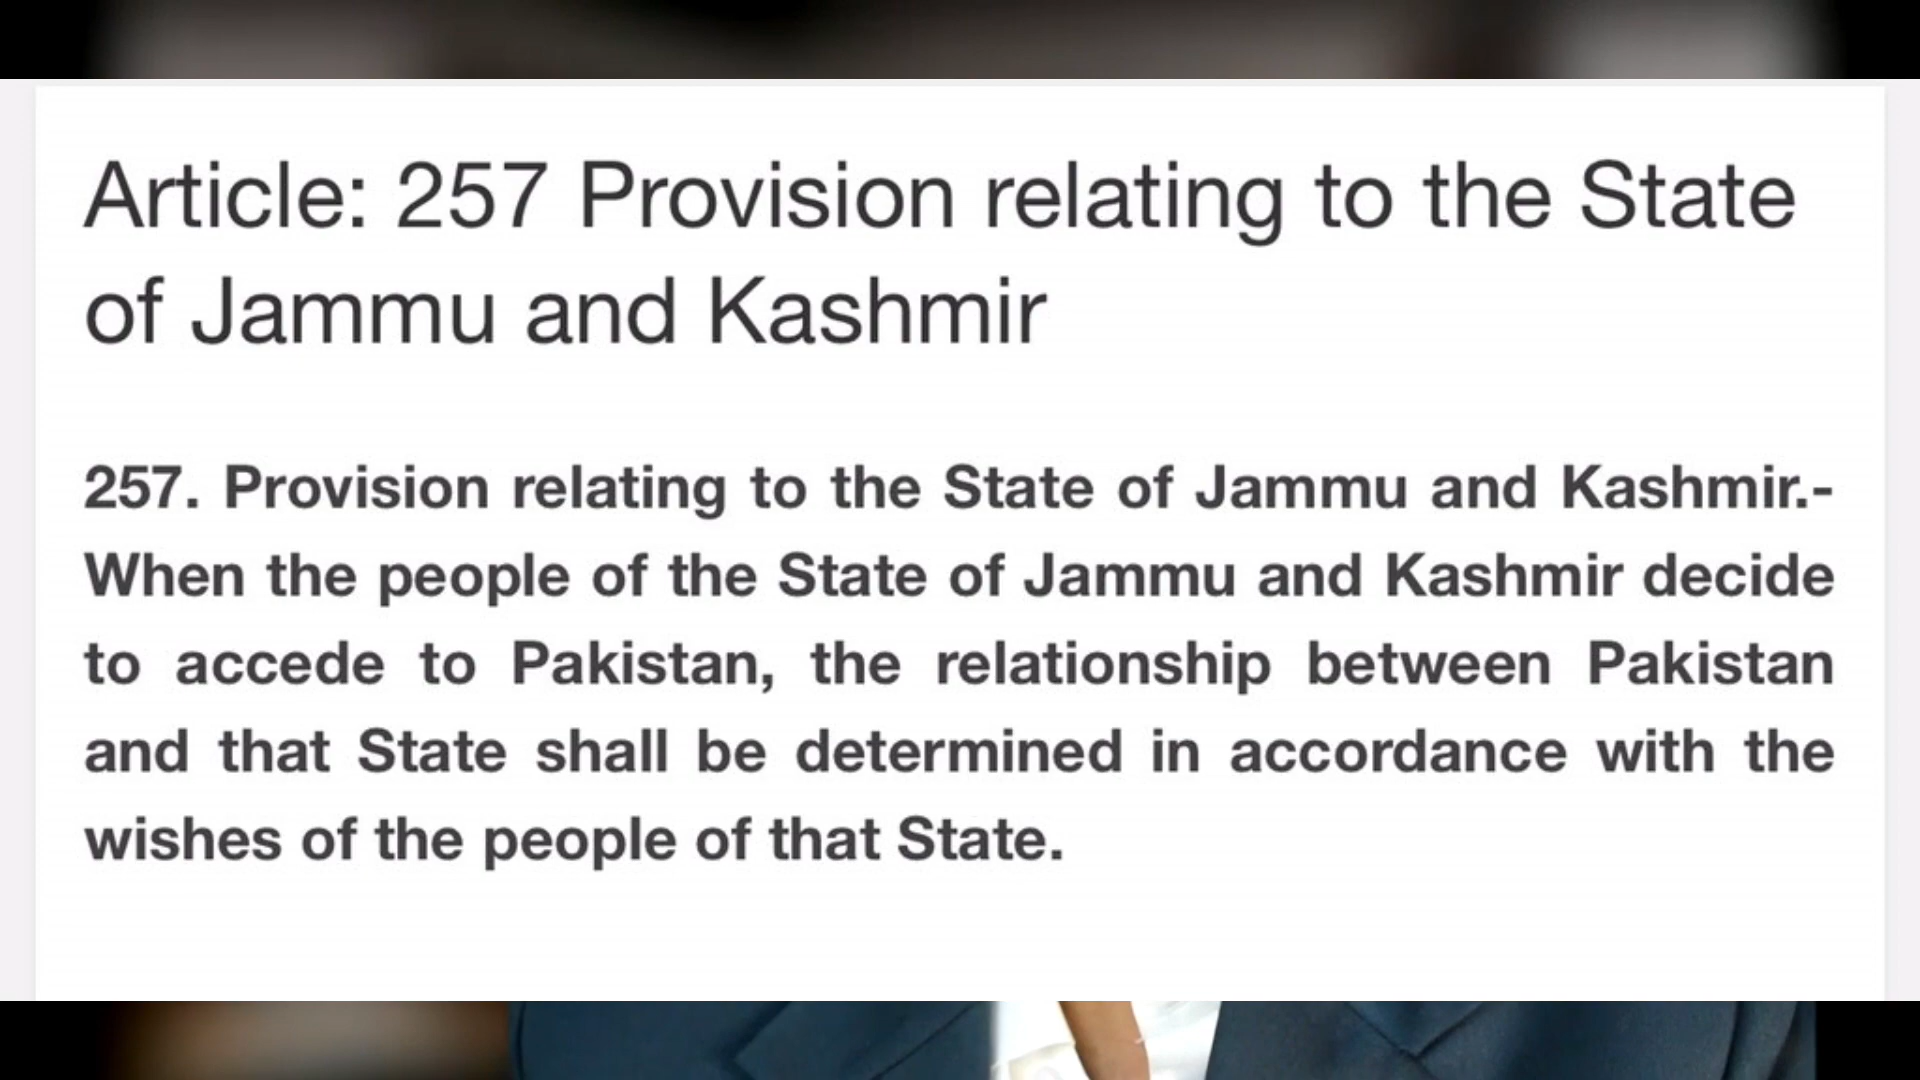 Article: 257 Provision relating to the State
of Jammu and Kashmir
257. Provision relating to the State of Jammu and Kashmir.-
When the people of the State of Jammu and Kashmir decide
to accede to Pakistan, the relationship between Pakistan
and that State shall be determined in accordance with the
wishes of the people of that State.